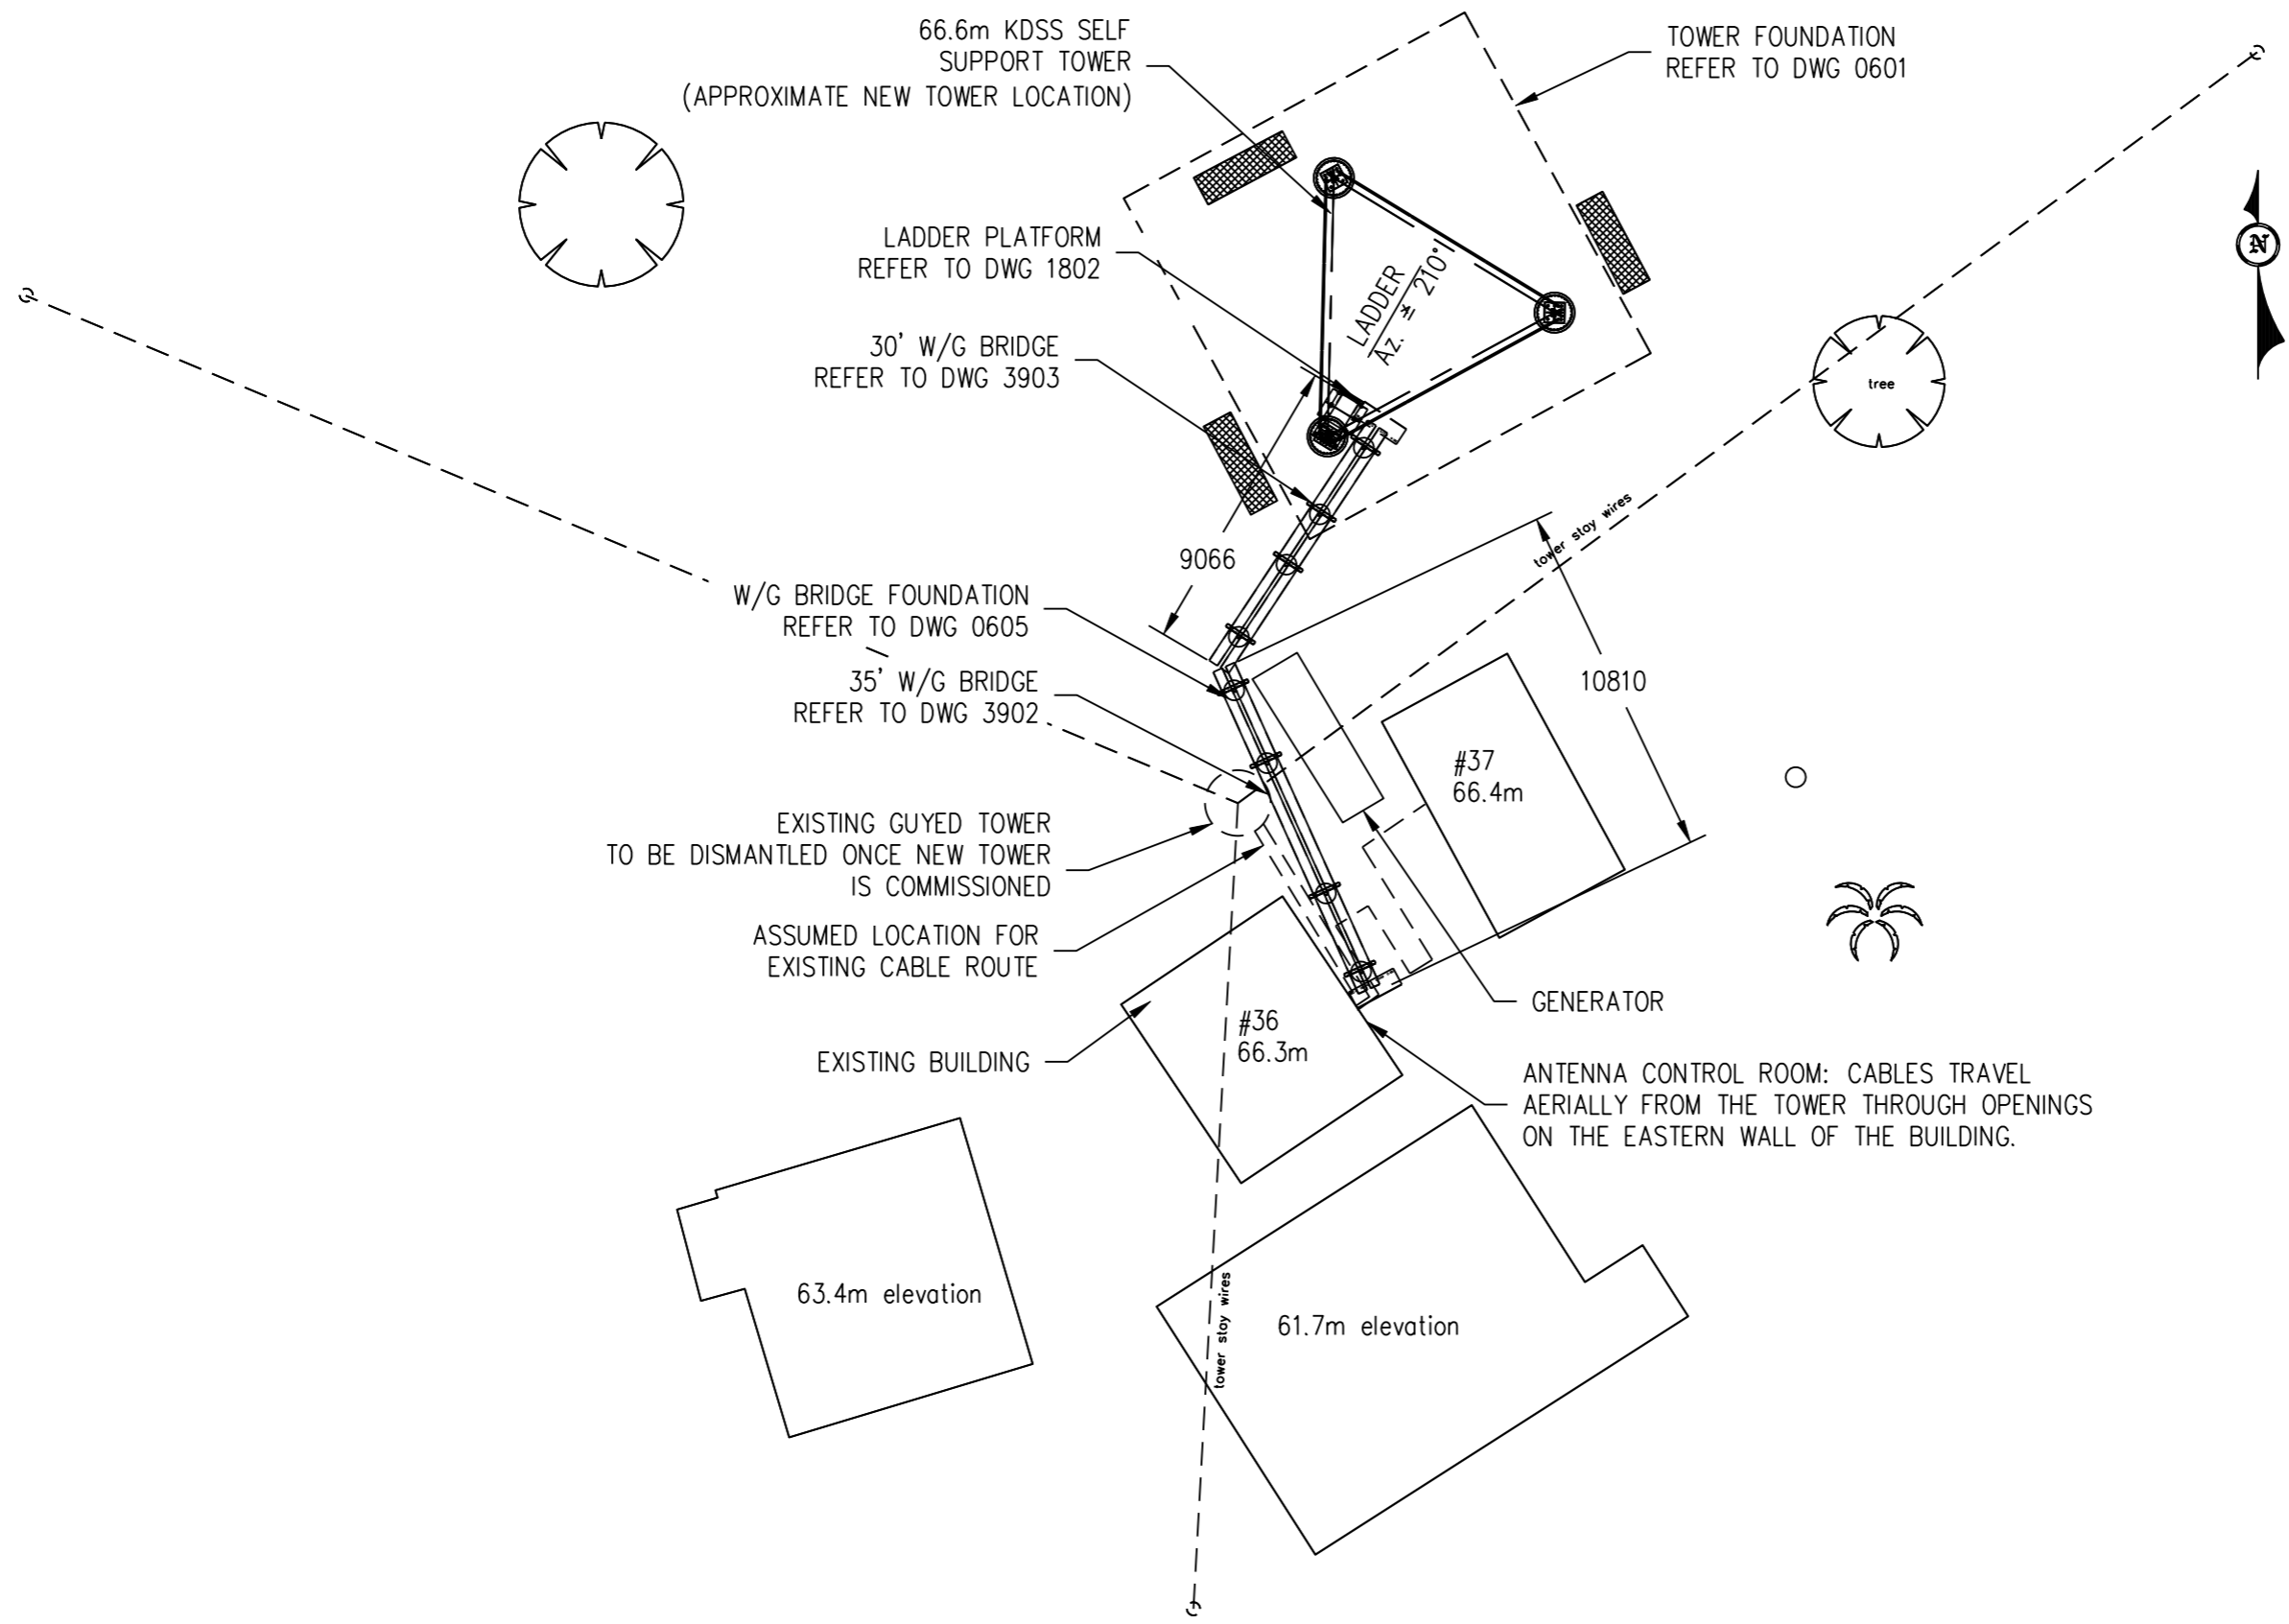 66.6m KDSS SELF
SUPPORT TOWER
(APPROXIMATE NEW TOWER LOCATION)
TOWER FOUNDATION
REFER TO DWG 0601
N
LADDER PLATFORM
REFER TO DWG 1802
LADDER
Az. ± 210°
30' W/G BRIDGE
REFER TO DWG 3903
tree
tower stay wires
9066
W/G BRIDGE FOUNDATION
REFER TO DWG 0605
35' W/G BRIDGE
REFER TO DWG 3902
10810
#37
66.4m
EXISTING GUYED TOWER
TO BE DISMANTLED ONCE NEW TOWER
IS COMMISSIONED
ASSUMED LOCATION FOR
EXISTING CABLE ROUTE
GENERATOR
#36
66.3m
EXISTING BUILDING
ANTENNA CONTROL ROOM: CABLES TRAVEL
AERIALLY FROM THE TOWER THROUGH OPENINGS
ON THE EASTERN WALL OF THE BUILDING.
63.4m elevation
61.7m elevation
tower stay wires